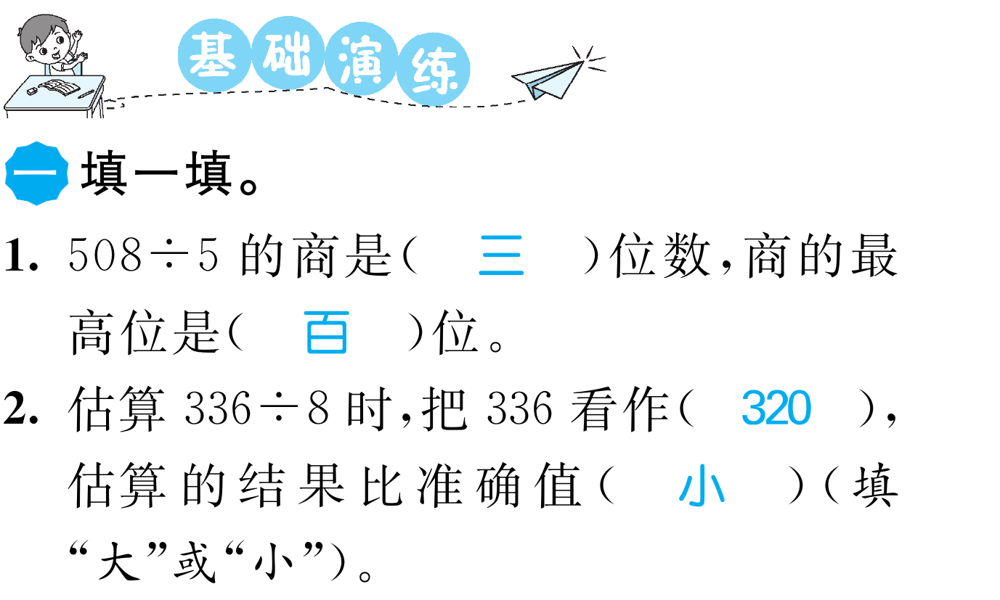 基础演练
一 填一填。
1. 508÷5 的商是( 三 )位数,商的最
高位是( 百 )位。
2. 估算 336÷8 时,把 336 看作( 320 ),
估算的结果比准确值( 小 )(填
“大”或“小”)。